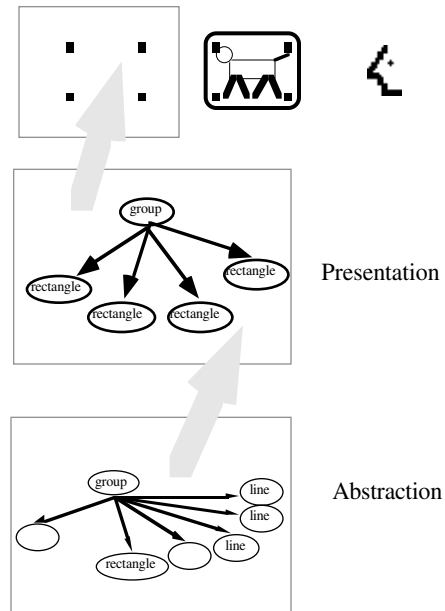 group
rectangle
rectangle
rectangle
rectangle
Presentation
group
line
line
line
rectangle
Abstraction